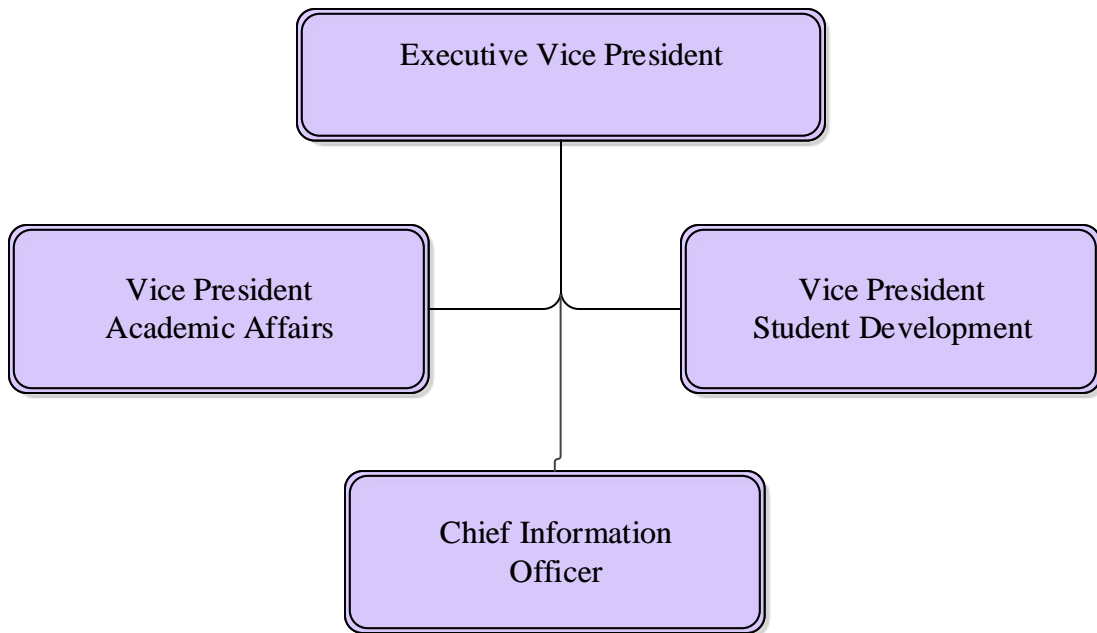 Executive Vice President
Vice President
Academic Affairs
Vice President
Student Development
Chief Information
Officer